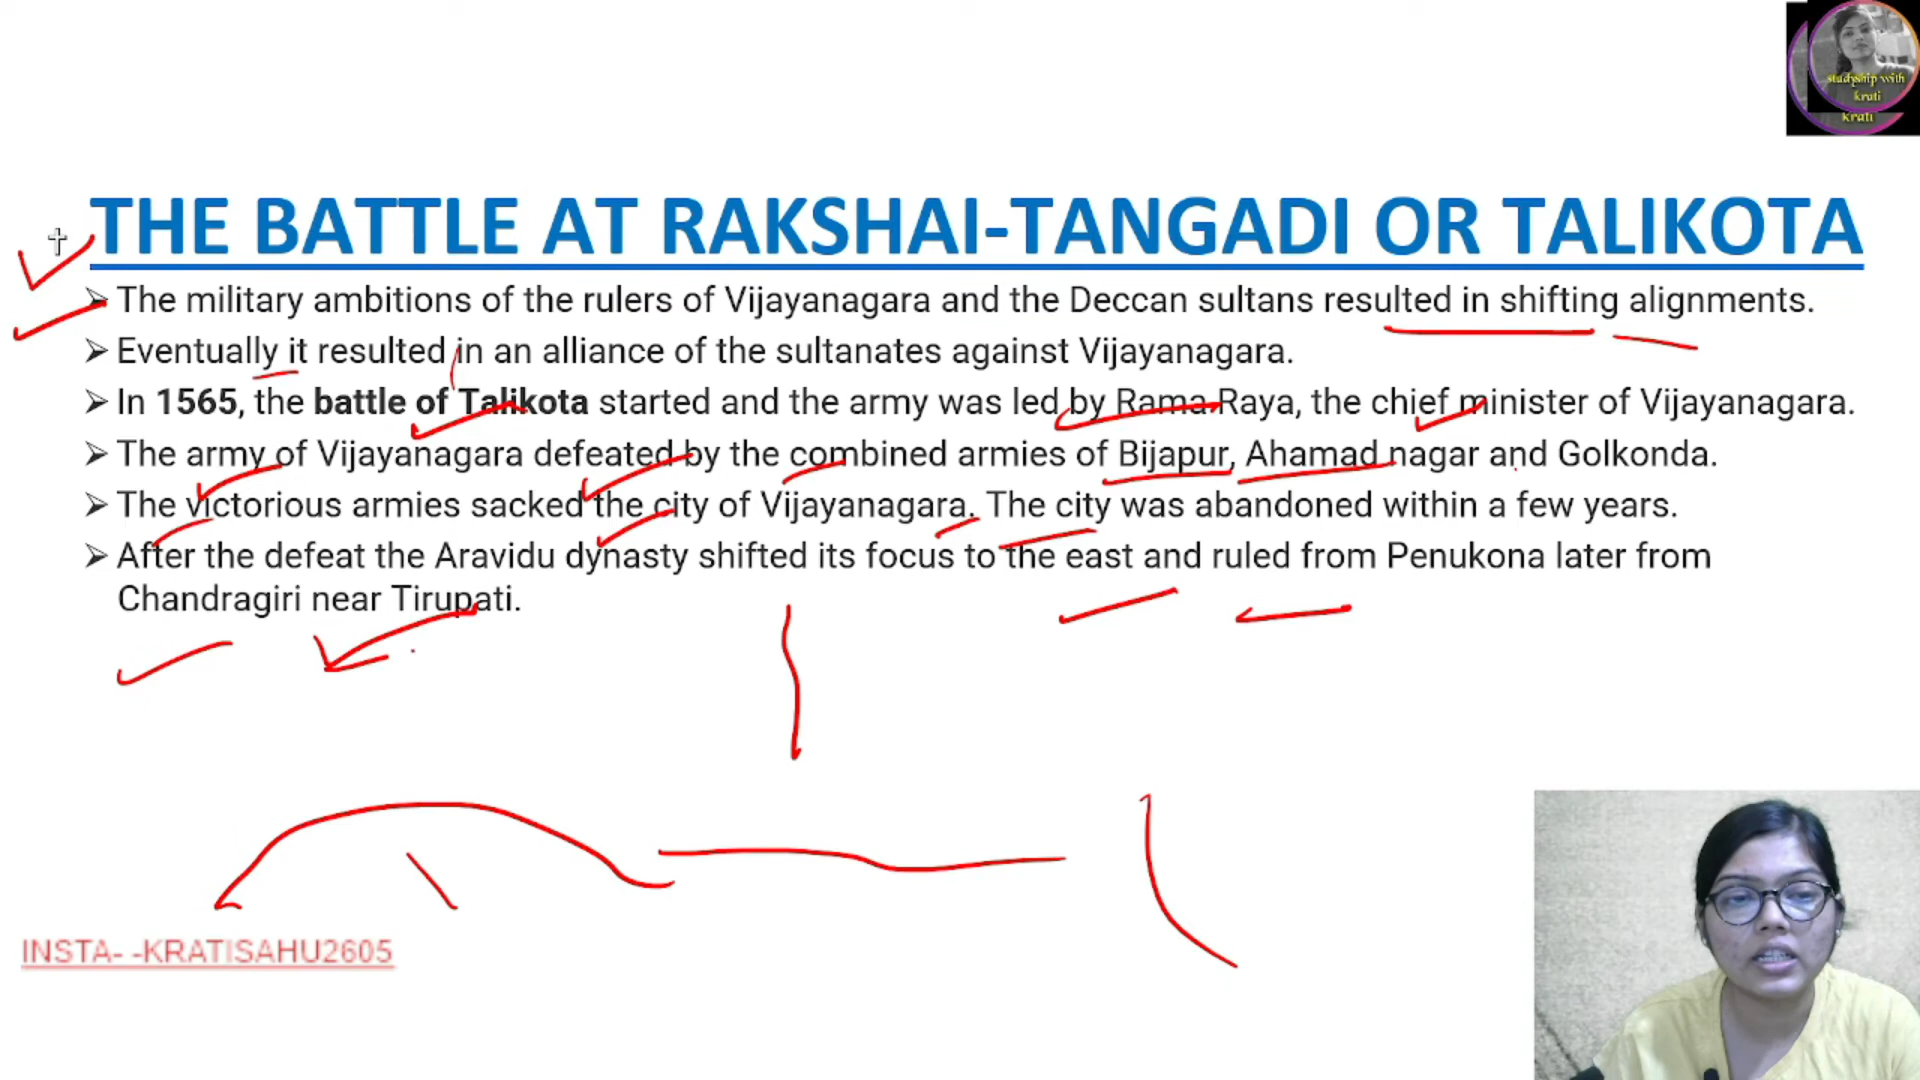 studyship with
krati
krati
THE BATTLE AT RAKSHAI-TANGADI OR TALIKOTA
➢ The military ambitions of the rulers of Vijayanagara and the Deccan sultans resulted in shifting alignments.
➢ Eventually it resulted in an alliance of the sultanates against Vijayanagara.
➢ In 1565, the battle of Talikota started and the army was led by Rama Raya, the chief minister of Vijayanagara.
➢ The army of Vijayanagara defeated by the combined armies of Bijapur, Ahamad nagar and Golkonda.
➢ The victorious armies sacked the city of Vijayanagara. The city was abandoned within a few years.
➢ After the defeat the Aravidu dynasty shifted its focus to the east and ruled from Penukona later from
Chandragiri near Tirupati.
INSTA- -KRATISAHU2605